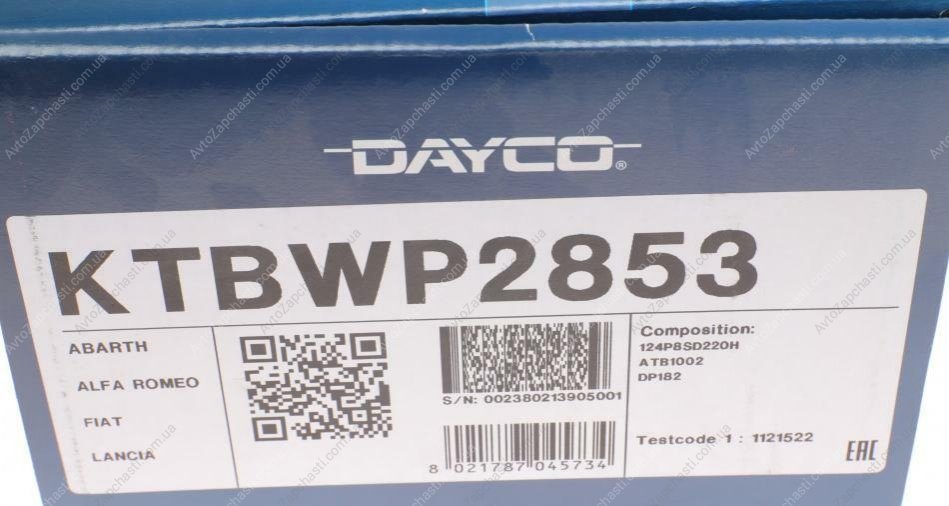 DAYCO®
KTBWP2853
ABARTH
ALFA ROMEO
FIAT
LANCIA
S/N: 002380213905001
8 021787 045734
Composition:
124P8SD220H
ATB1002
DP182
Testcode 1 : 1121522
EAC
AvtoZapchasti.com.ua